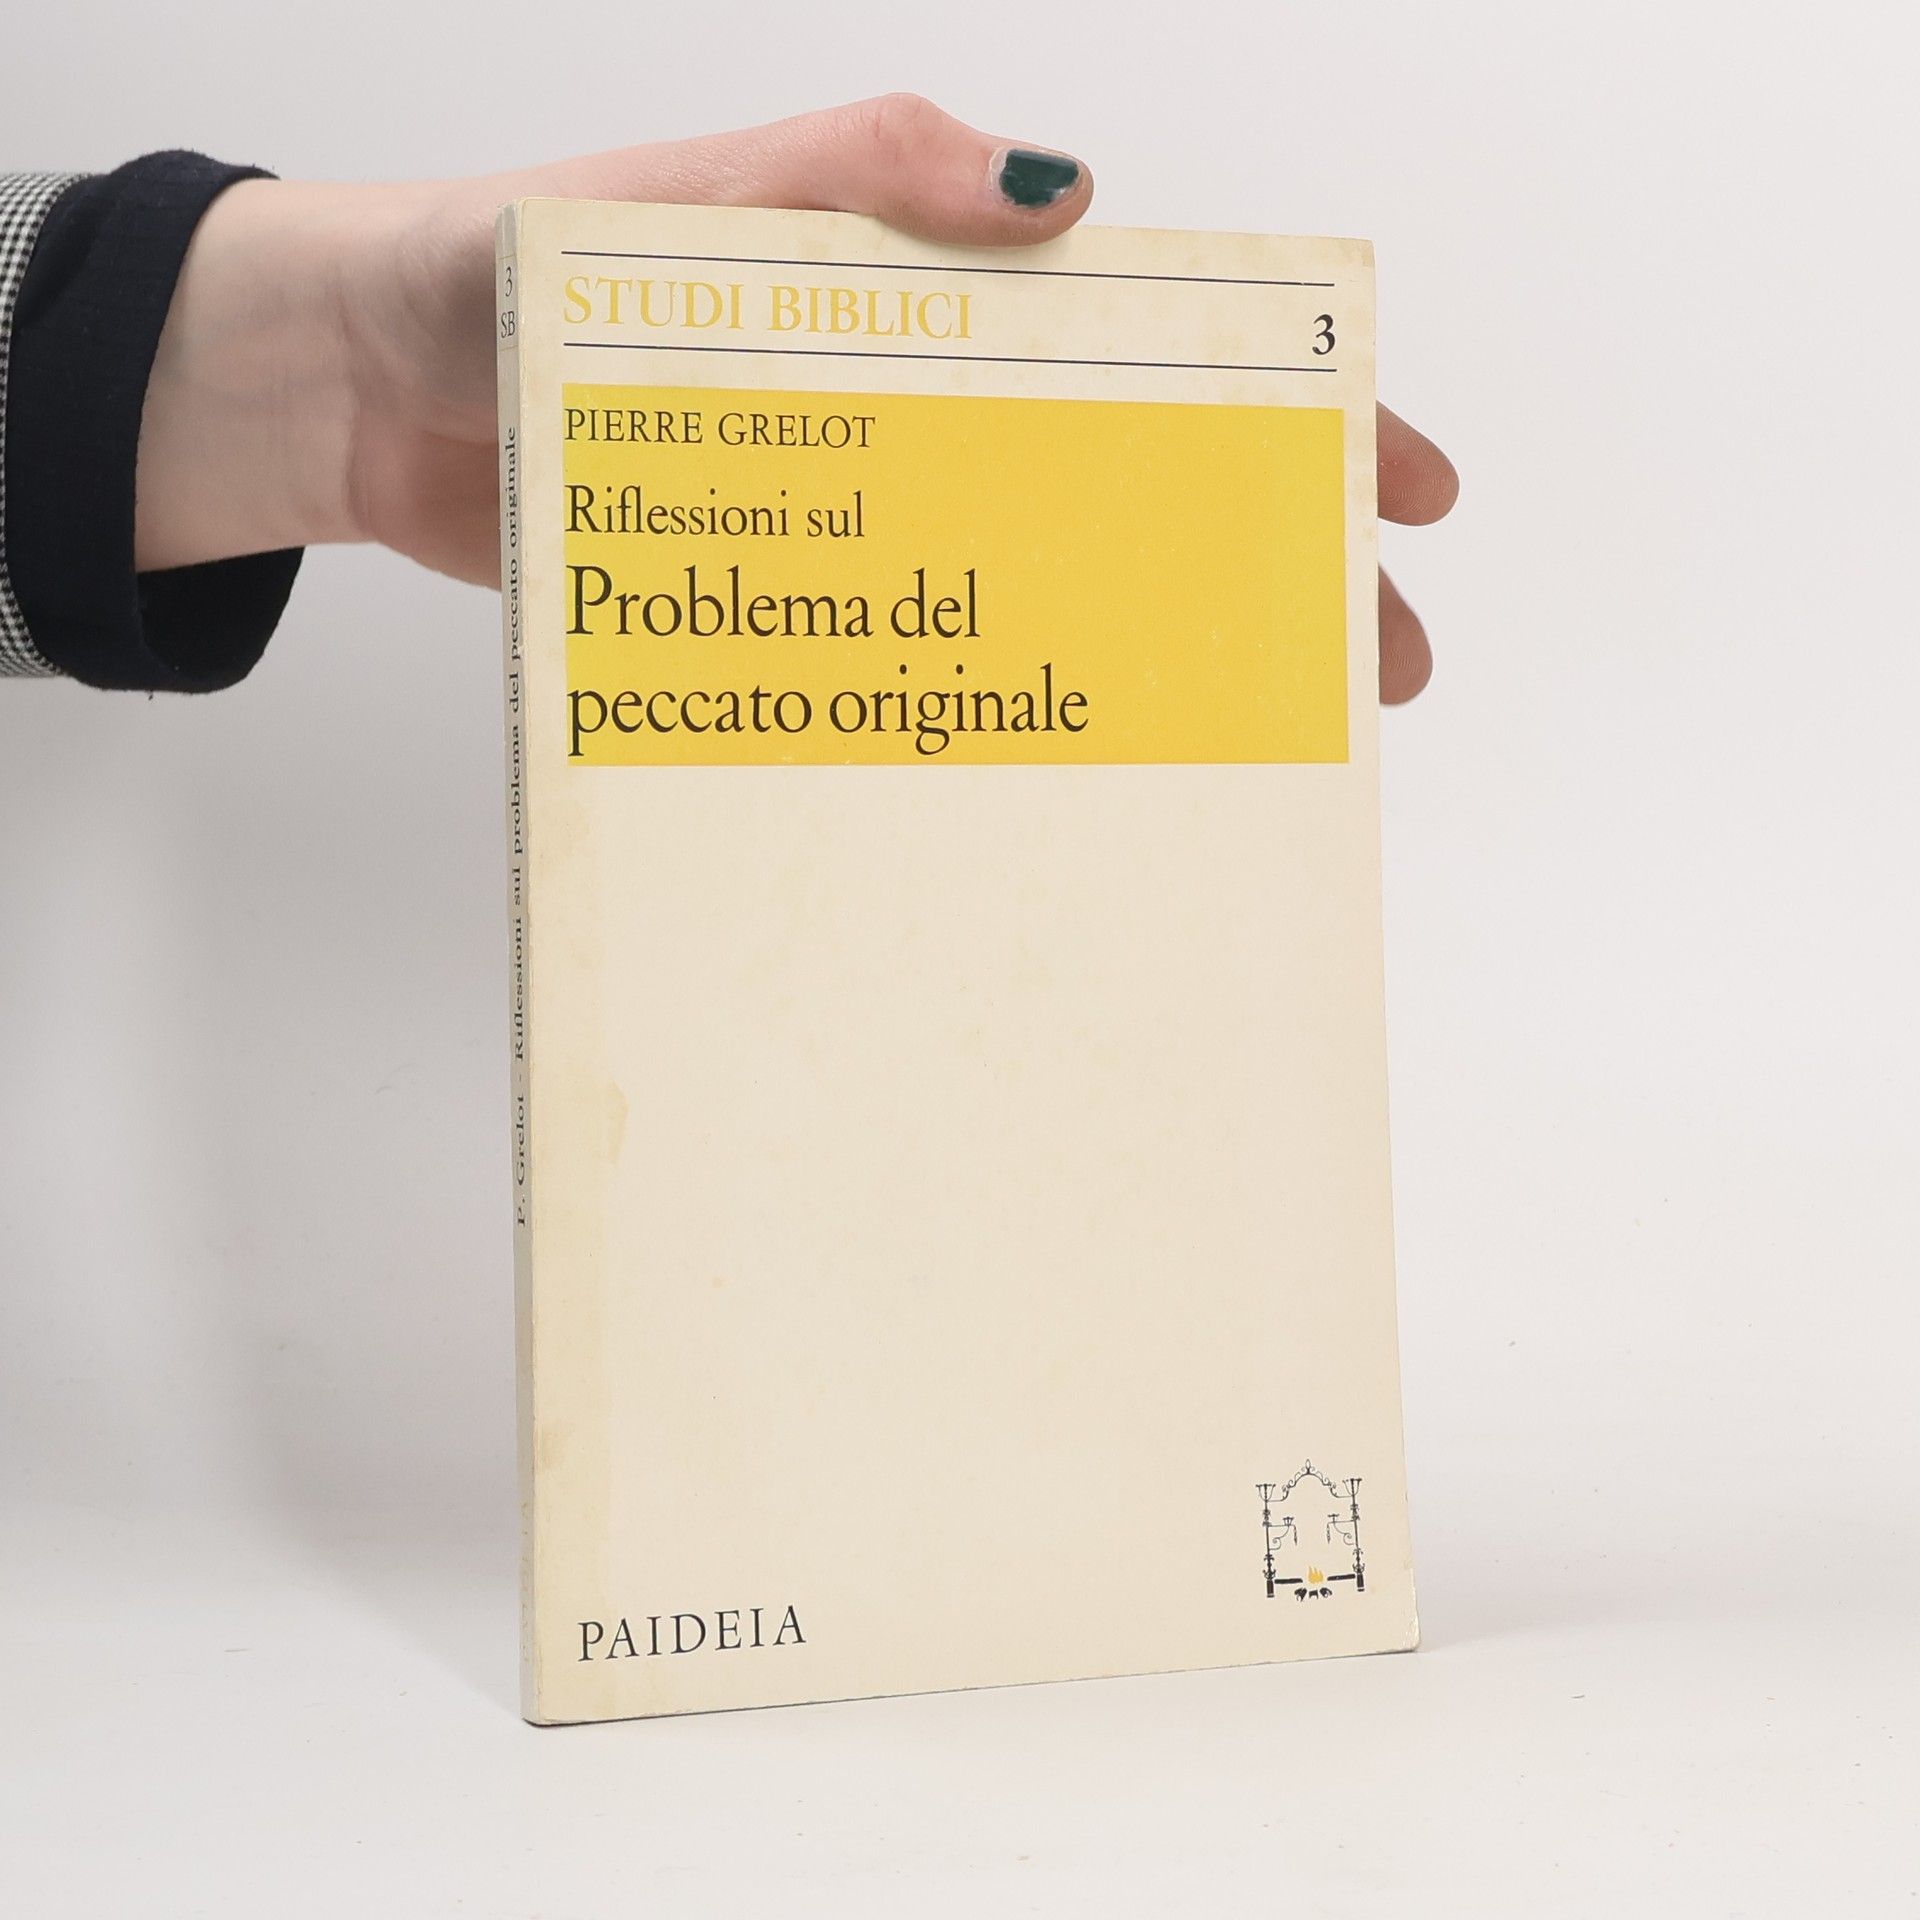 STUDI BIBLICI
3
PIERRE GRELOT
Riflessioni sul
Problema del
peccato originale
PAIDEIA
3
SB
P. Grelot - Riflessioni sul problema del peccato originale